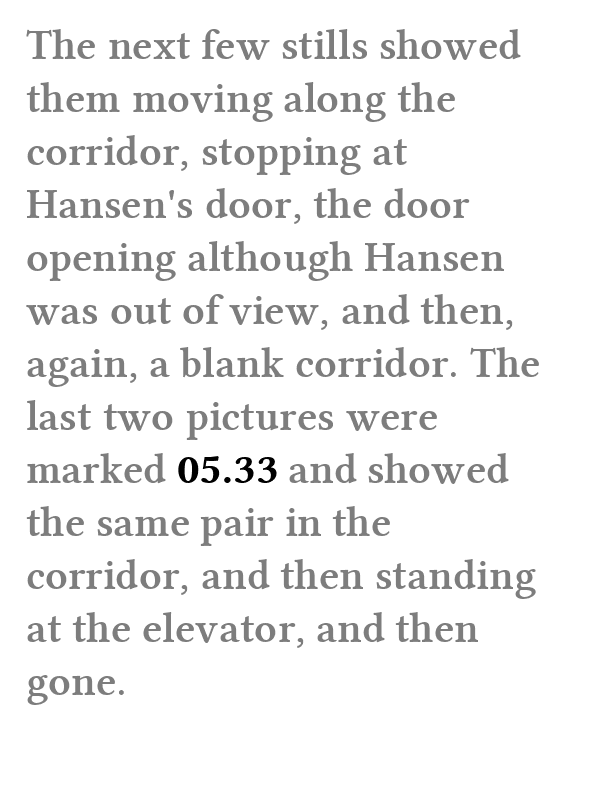 The next few stills showed
them moving along the
corridor, stopping at
Hansen's door, the door
opening although Hansen
was out of view, and then,
again, a blank corridor. The
last two pictures were
marked 05.33 and showed
the same pair in the
corridor, and then standing
at the elevator, and then
gone.